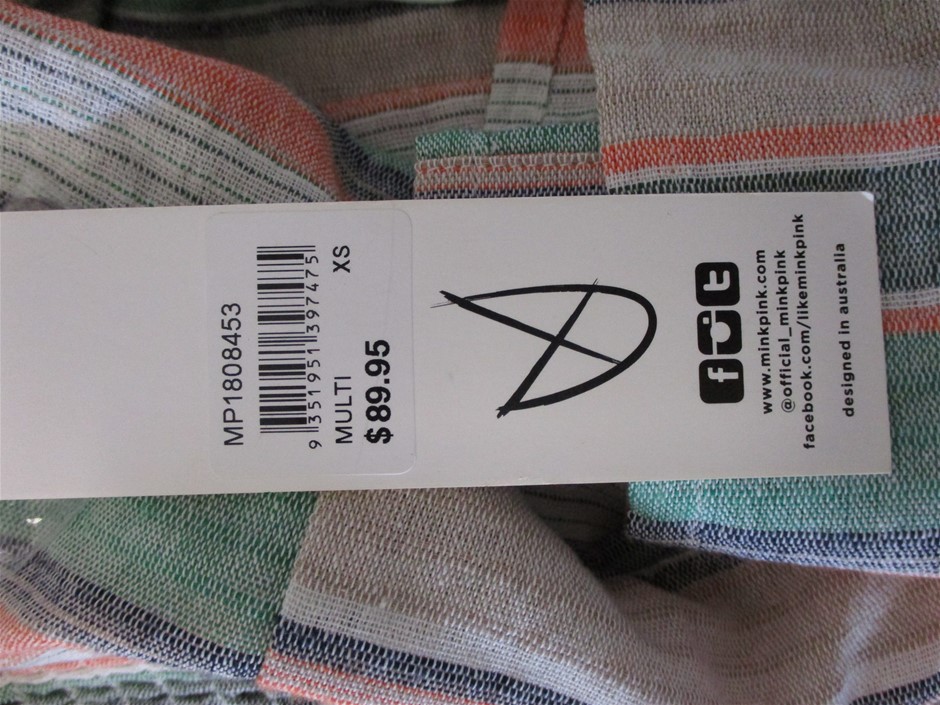 MP1808453
9 351951 397475
MULTI XS
$89.95
f t
www.minkpink.com
@official_minkpink
facebook.com/likeminkpink
designed in australia